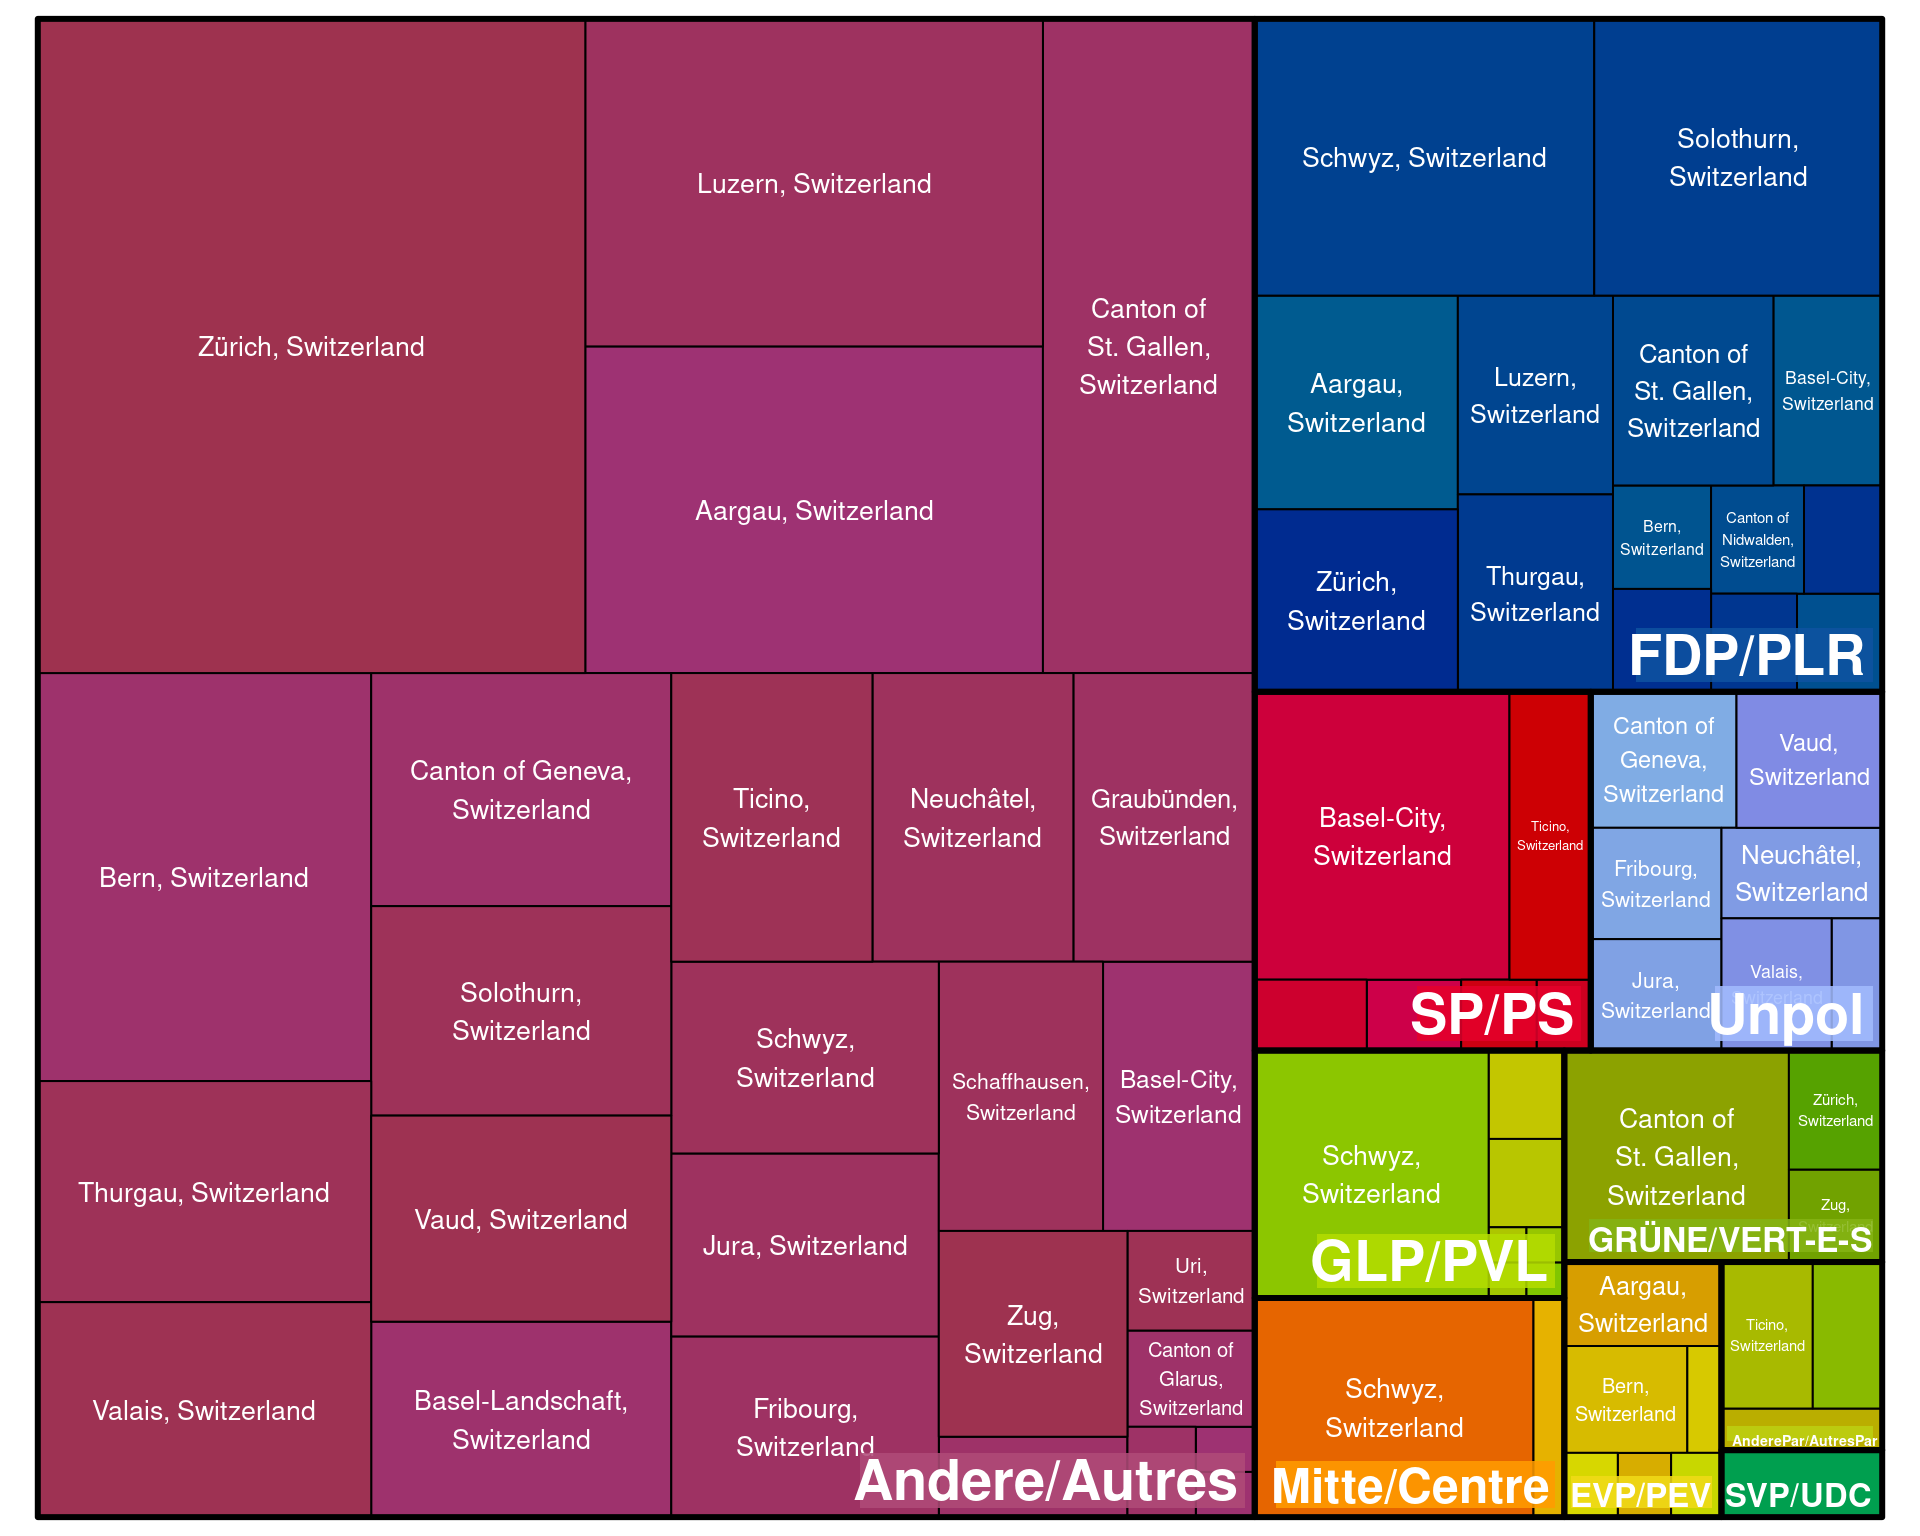 Zürich, Switzerland
Luzern, Switzerland
Aargau, Switzerland
Canton of
St. Gallen,
Switzerland
Bern, Switzerland
Thurgau, Switzerland
Valais, Switzerland
Canton of Geneva,
Switzerland
Solothurn,
Switzerland
Vaud, Switzerland
Basel-Landschaft,
Switzerland
Ticino,
Switzerland
Neuchâtel,
Switzerland
Graubünden,
Switzerland
Schwyz,
Switzerland
Jura, Switzerland
Fribourg,
Switzerland
Schaffhausen,
Switzerland
Basel-City,
Switzerland
Zug,
Switzerland
Uri,
Switzerland
Canton of
Glarus,
Switzerland
Andere/Autres
Schwyz, Switzerland
Solothurn,
Switzerland
Aargau,
Switzerland
Zürich,
Switzerland
Luzern,
Switzerland
Thurgau,
Switzerland
Canton of
St. Gallen,
Switzerland
Basel-City,
Switzerland
Bern,
Switzerland
Canton of
Nidwalden,
Switzerland
FDP/PLR
Basel-City,
Switzerland
Ticino,
Switzerland
SP/PS
Canton of
Geneva,
Switzerland
Vaud,
Switzerland
Fribourg,
Switzerland
Neuchâtel,
Switzerland
Jura,
Switzerland
Valais,
Switzerland
Unpol
Schwyz,
Switzerland
GLP/PVL
Canton of
St. Gallen,
Switzerland
Zürich,
Switzerland
Zug,
Switzerland
GRÜNE/VERT-E-S
Schwyz,
Switzerland
Mitte/Centre
Aargau,
Switzerland
Bern,
Switzerland
EVP/PEV
Ticino,
Switzerland
AnderePar/AutresPar
SVP/UDC